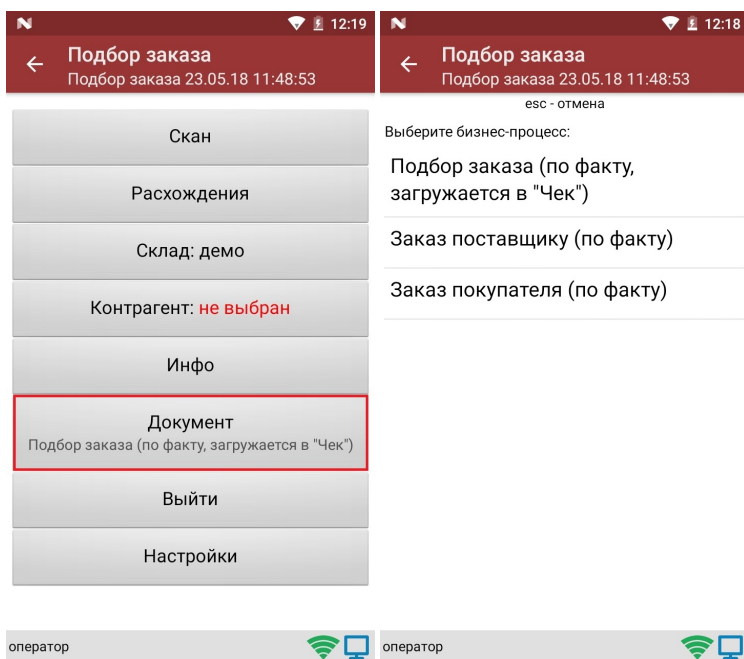 12:19
Подбор заказа
Подбор заказа 23.05.18 11:48:53
Скан
Расхождения
Склад: демо
Контрагент: не выбран
Инфо
Документ
Подбор заказа (по факту, загружается в "Чек")
Выйти
Настройки
оператор
12:18
Подбор заказа
Подбор заказа 23.05.18 11:48:53
esc - отмена
Выберите бизнес-процесс:
Подбор заказа (по факту,
загружается в "Чек")
Заказ поставщику (по факту)
Заказ покупателя (по факту)
оператор